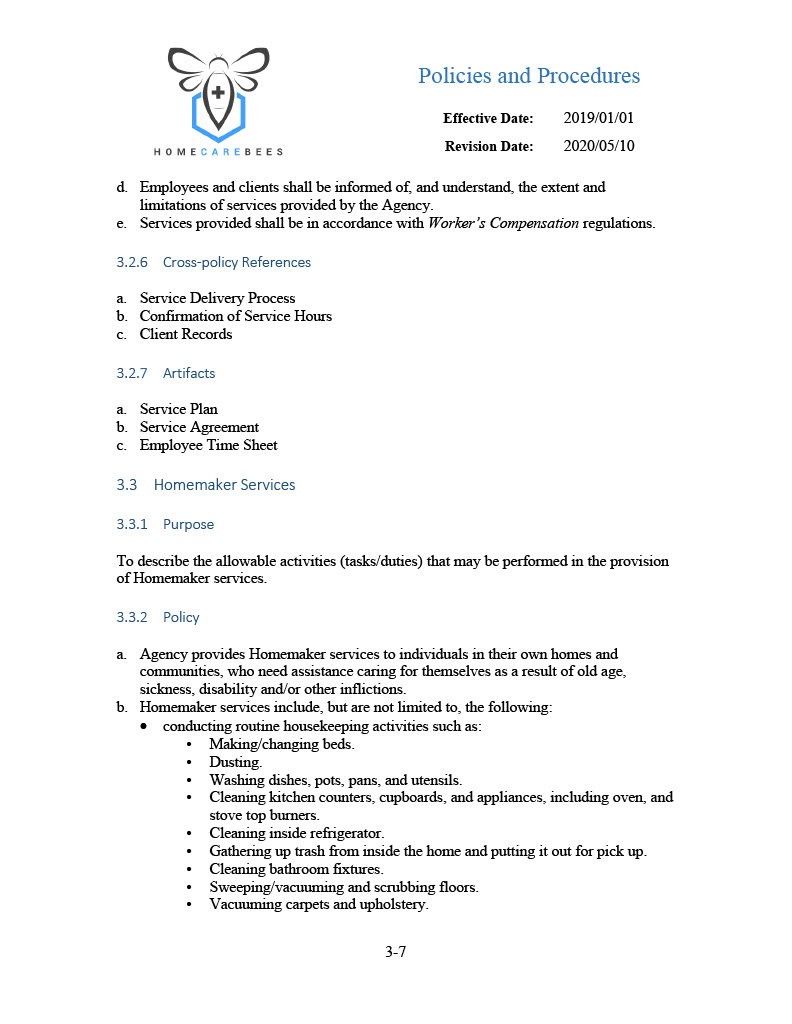 HOMECAREBEES
Policies and Procedures
Effective Date: 2019/01/01
Revision Date: 2020/05/10
d. Employees and clients shall be informed of, and understand, the extent and
limitations of services provided by the Agency.
e. Services provided shall be in accordance with Worker's Compensation regulations.
3.2.6 Cross-policy References
a. Service Delivery Process
b. Confirmation of Service Hours
c. Client Records
3.2.7 Artifacts
a. Service Plan
b. Service Agreement
c. Employee Time Sheet
3.3 Homemaker Services
3.3.1 Purpose
To describe the allowable activities (tasks/duties) that may be performed in the provision
of Homemaker services.
3.3.2 Policy
a. Agency provides Homemaker services to individuals in their own homes and
communities, who need assistance caring for themselves as a result of old age,
sickness, disability and/or other inflictions.
b. Homemaker services include, but are not limited to, the following:
• conducting routine housekeeping activities such as:
• Making/changing beds.
• Dusting.
• Washing dishes, pots, pans, and utensils.
• Cleaning kitchen counters, cupboards, and appliances, including oven, and
stove top burners.
• Cleaning inside refrigerator.
• Gathering up trash from inside the home and putting it out for pick up.
• Cleaning bathroom fixtures.
• Sweeping/vacuuming and scrubbing floors.
• Vacuuming carpets and upholstery.
3-7